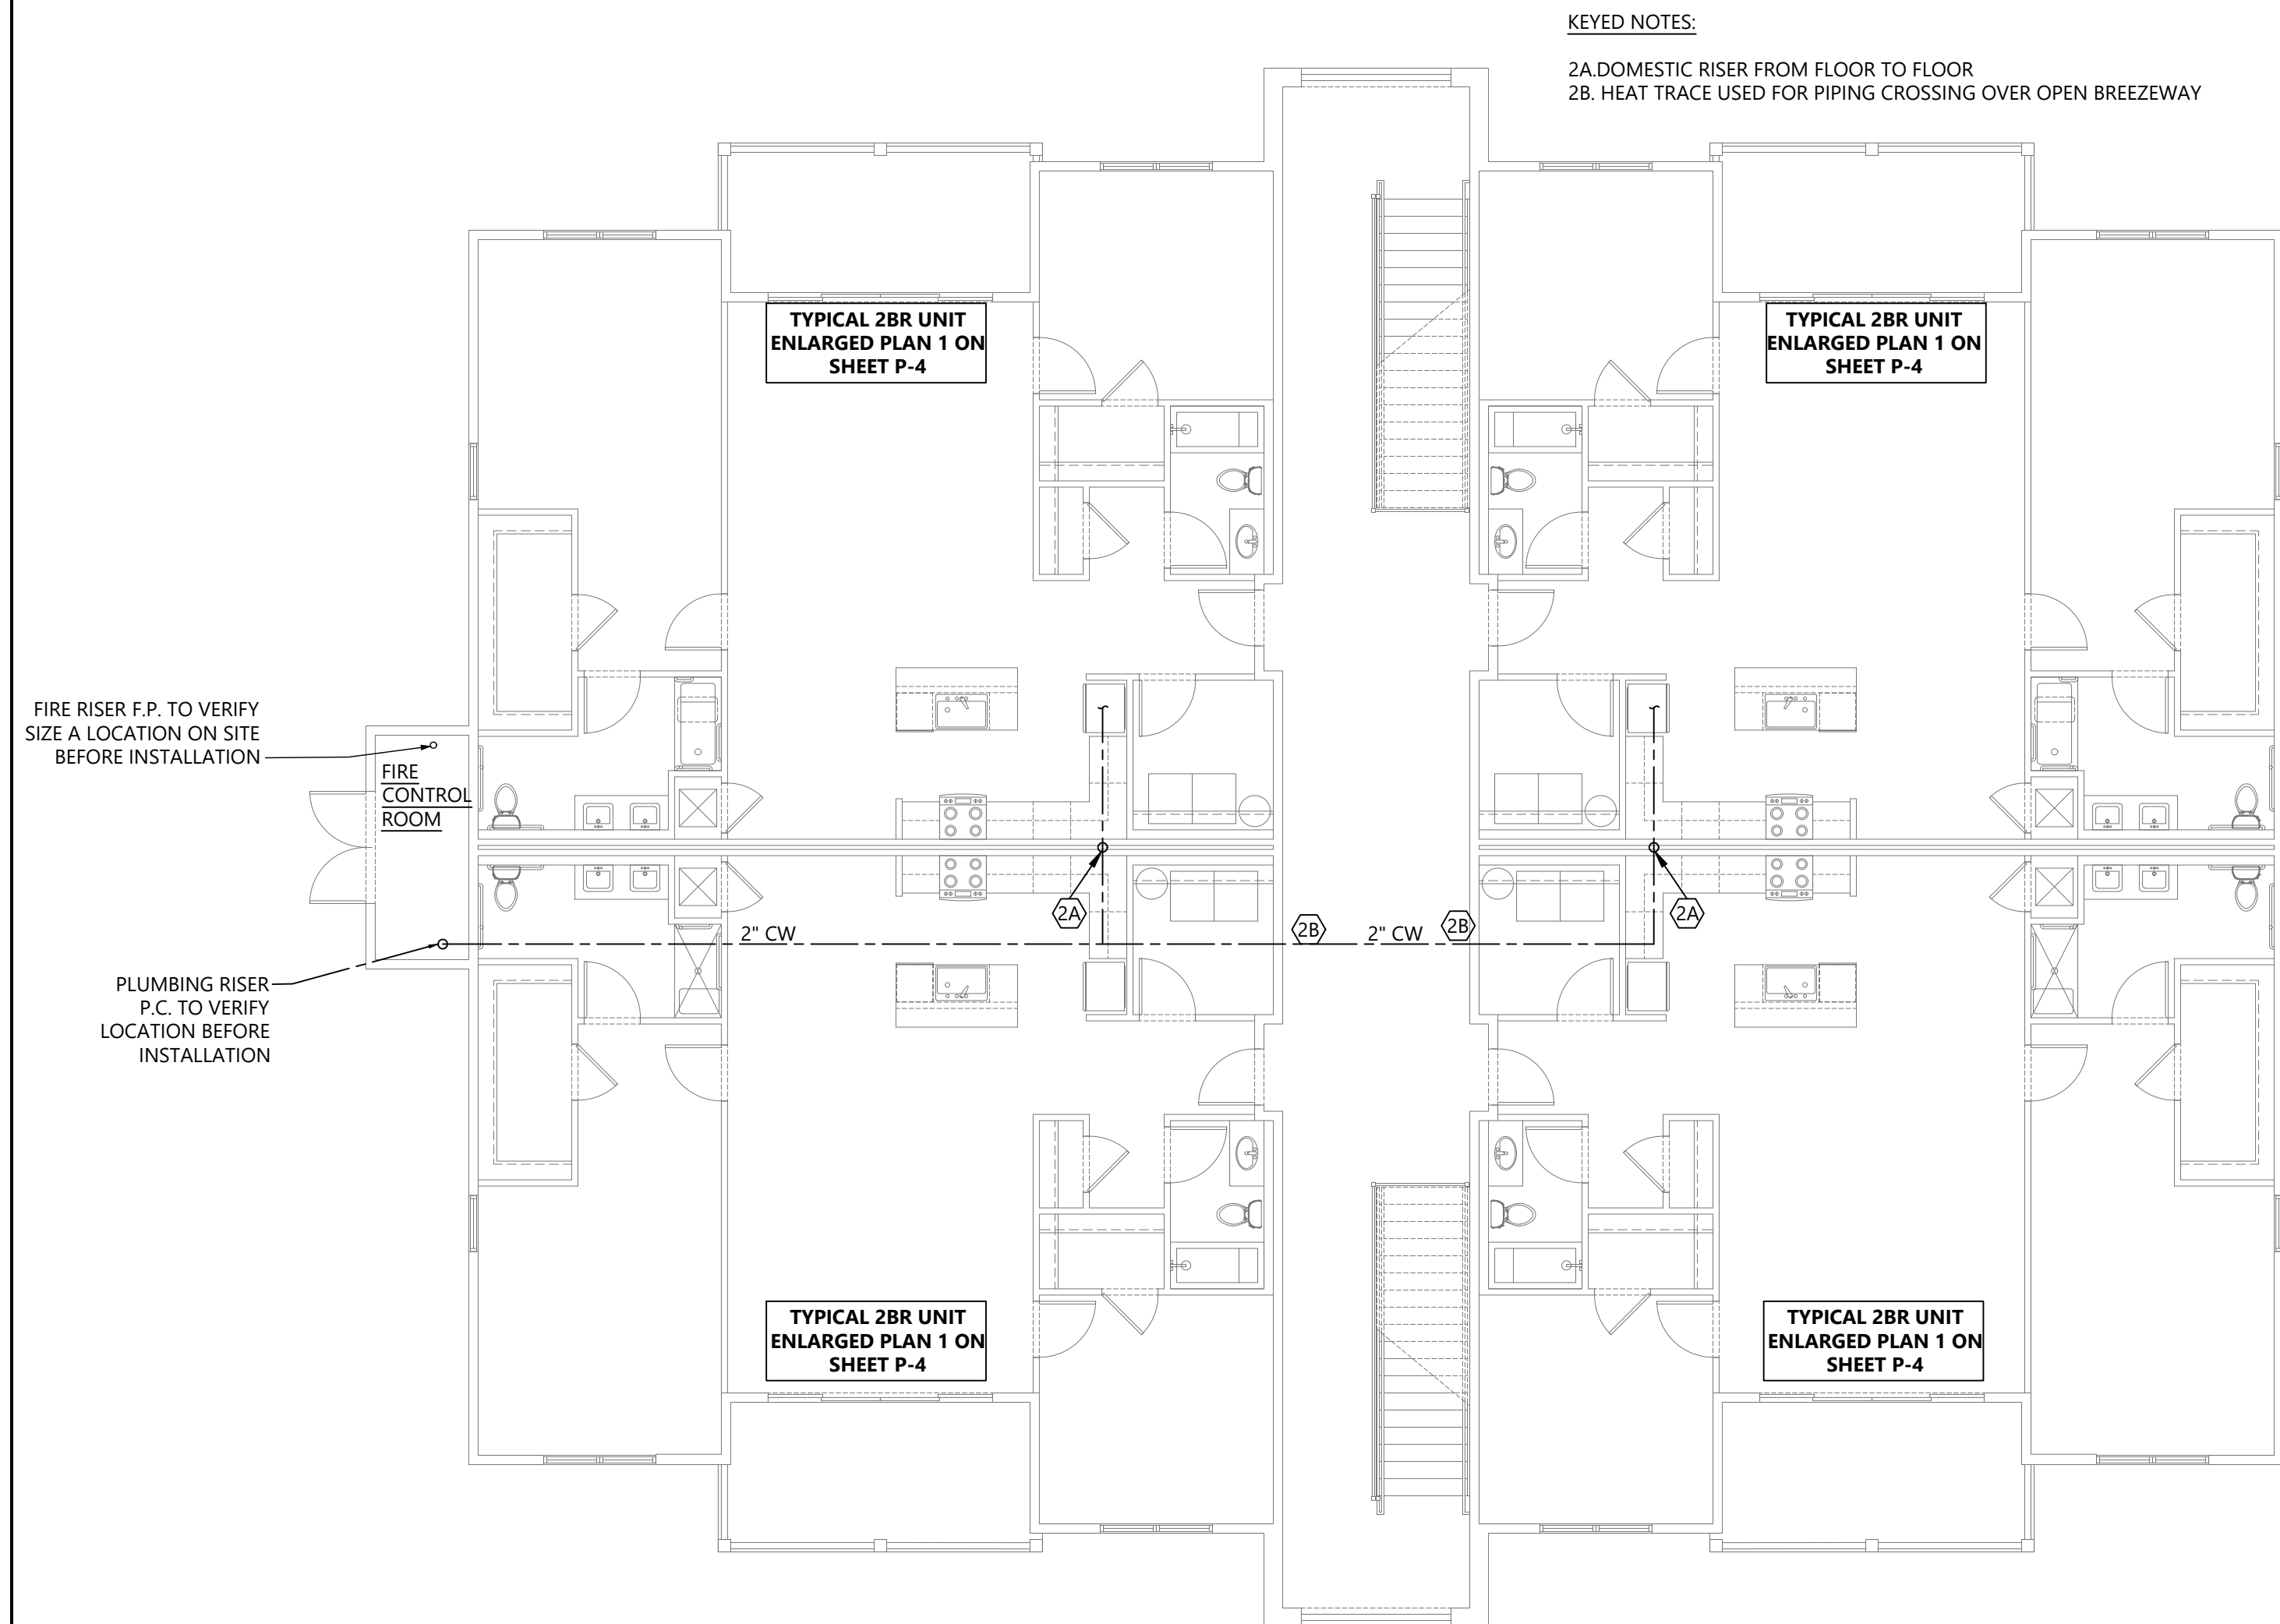 KEYED NOTES:
2A.DOMESTIC RISER FROM FLOOR TO FLOOR
2B. HEAT TRACE USED FOR PIPING CROSSING OVER OPEN BREEZEWAY
TYPICAL 2BR UNIT
ENLARGED PLAN 1 ON
SHEET P-4
TYPICAL 2BR UNIT
ENLARGED PLAN 1 ON
SHEET P-4
FIRE RISER F.P. TO VERIFY
SIZE A LOCATION ON SITE
BEFORE INSTALLATION
FIRE
CONTROL
ROOM
2A
2A
2" CW
2B
2" CW
2B
PLUMBING RISER
P.C. TO VERIFY
LOCATION BEFORE
INSTALLATION
TYPICAL 2BR UNIT
ENLARGED PLAN 1 ON
SHEET P-4
TYPICAL 2BR UNIT
ENLARGED PLAN 1 ON
SHEET P-4